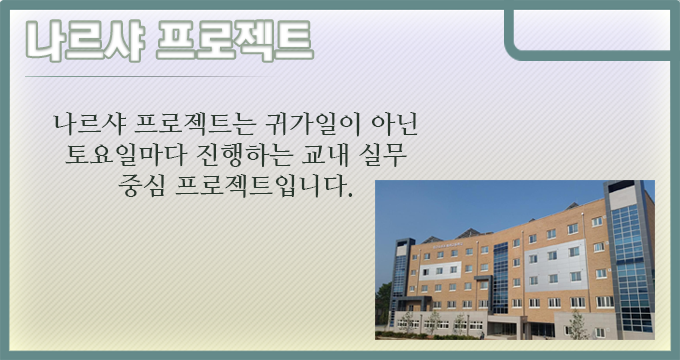 나르샤 프로젝트
나르샤 프로젝트는 귀가일이 아닌
토요일마다 진행하는 교내 실무
중심 프로젝트입니다.